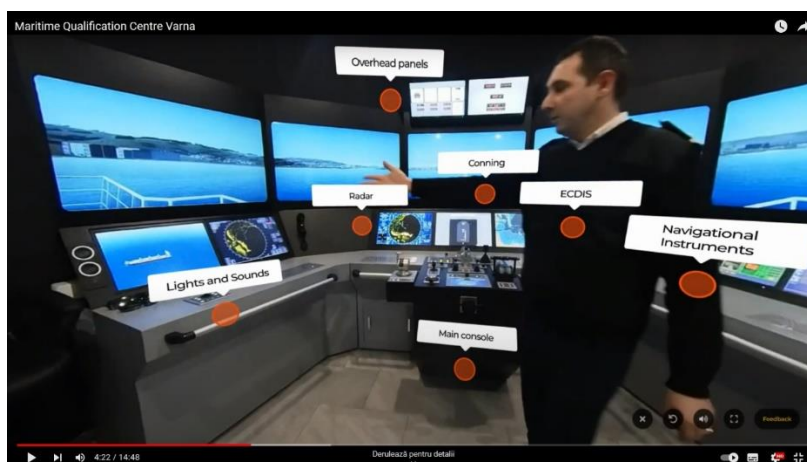 Maritime Qualification Centre Varna
Overhead panels
Conning
Radar
ECDIS
Navigational
Instruments
Lights and Sounds
Main console
Feedback
4:22 / 14:48
Derulează pentru detalii